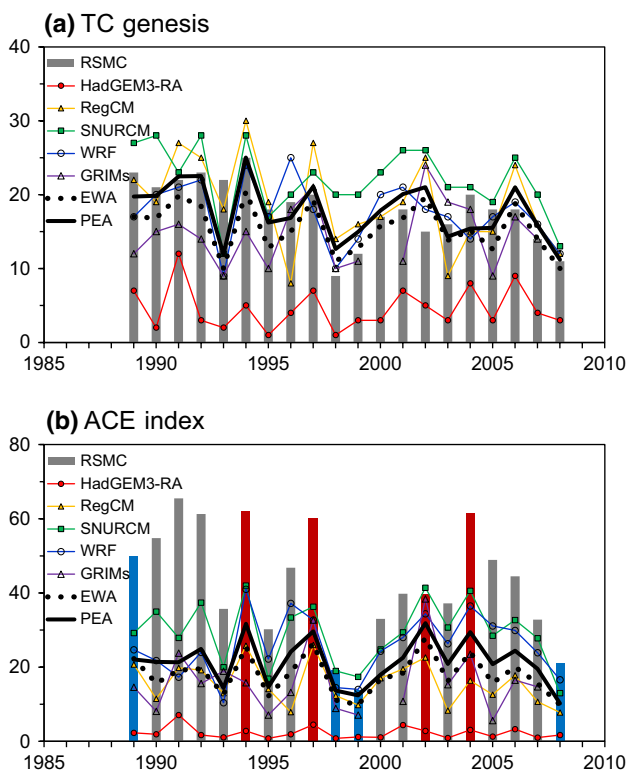 (a) TC genesis
40
30
20
10
0
RSMC
HadGEM3-RA
RegCM
SNURCM
WRF
GRIMs
EWA
PEA
1985 1990 1995 2000 2005 2010
(b) ACE index
80
60
40
20
0
RSMC
HadGEM3-RA
RegCM
SNURCM
WRF
GRIMs
EWA
PEA
1985 1990 1995 2000 2005 2010